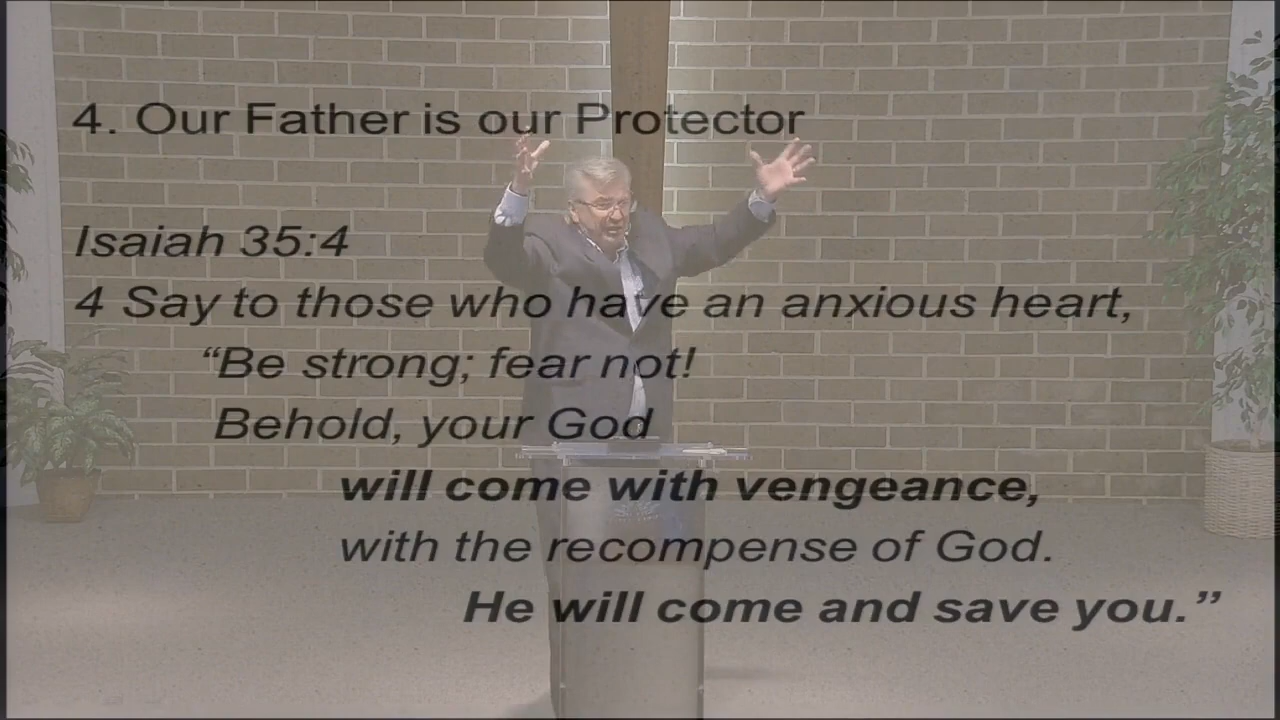 4. Our Father is our Protector
Isaiah 35:4
4 Say to those who have an anxious heart,
“Be strong; fear not!
Behold, your God
will come with vengeance,
with the recompense of God.
He will come and save you.”